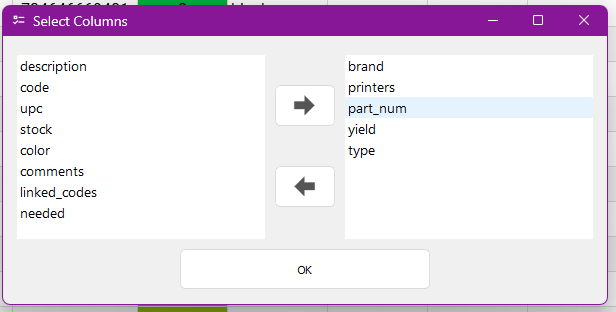 Select Columns
description
code
upc
stock
color
comments
linked_codes
needed
brand
printers
part_num
yield
type
OK